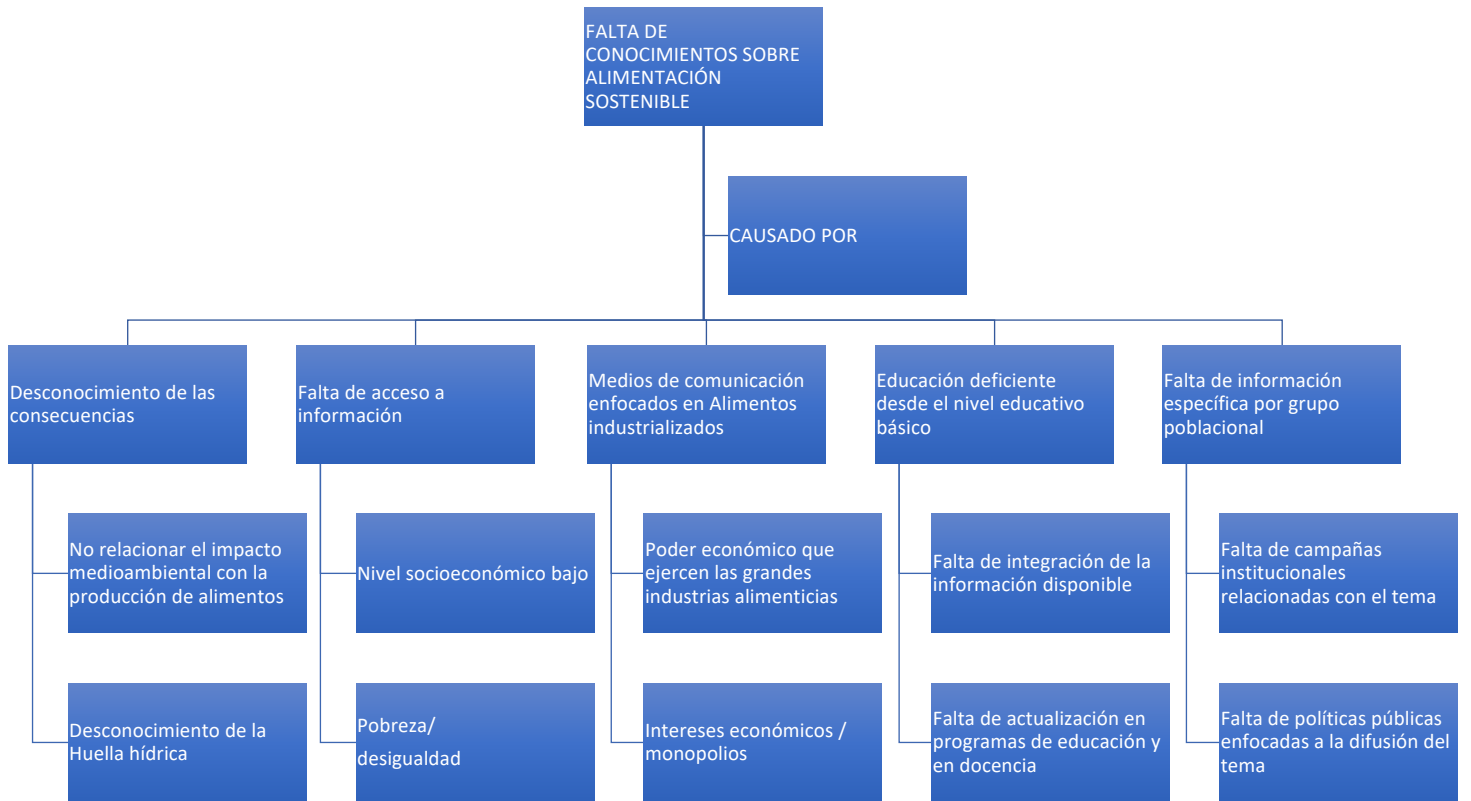 FALTA DE
CONOCIMIENTOS SOBRE
ALIMENTACIÓN
SOSTENIBLE
CAUSADO POR
Desconocimiento de las
consecuencias
Falta de acceso a
información
Medios de comunicación
enfocados en Alimentos
industrializados
Educación deficiente
desde el nivel educativo
básico
Falta de información
específica por grupo
poblacional
No relacionar el impacto
medioambiental con la
producción de alimentos
Nivel socioeconómico bajo
Poder económico que
ejercen las grandes
industrias alimenticias
Falta de integración de la
información disponible
Falta de campañas
institucionales
relacionadas con el tema
Desconocimiento de la
Huella hídrica
Pobreza/
desigualdad
Intereses económicos /
monopolios
Falta de actualización en
programas de educación y
en docencia
Falta de políticas públicas
enfocadas a la difusión del
tema